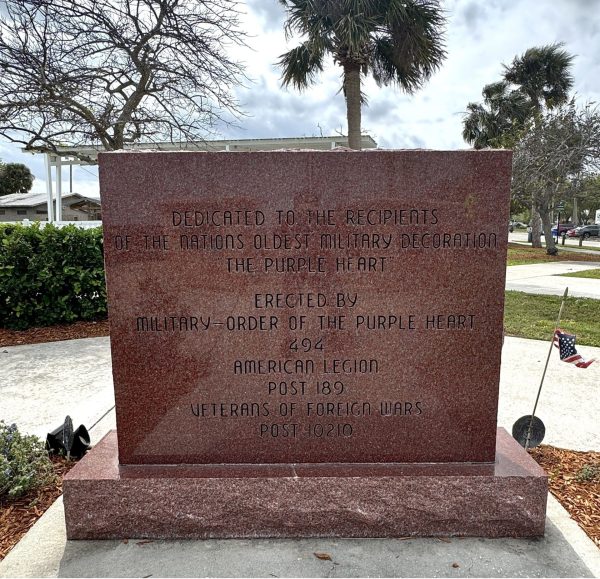 DEDICATED TO THE RECIPIENTS
OF THE NATIONS OLDEST MILITARY DECORATION
THE PURPLE HEART
ERECTED BY
MILITARY-ORDER OF THE PURPLE HEART
494
AMERICAN LEGION
POST 189
VETERANS OF FOREIGN WARS
POST 10210